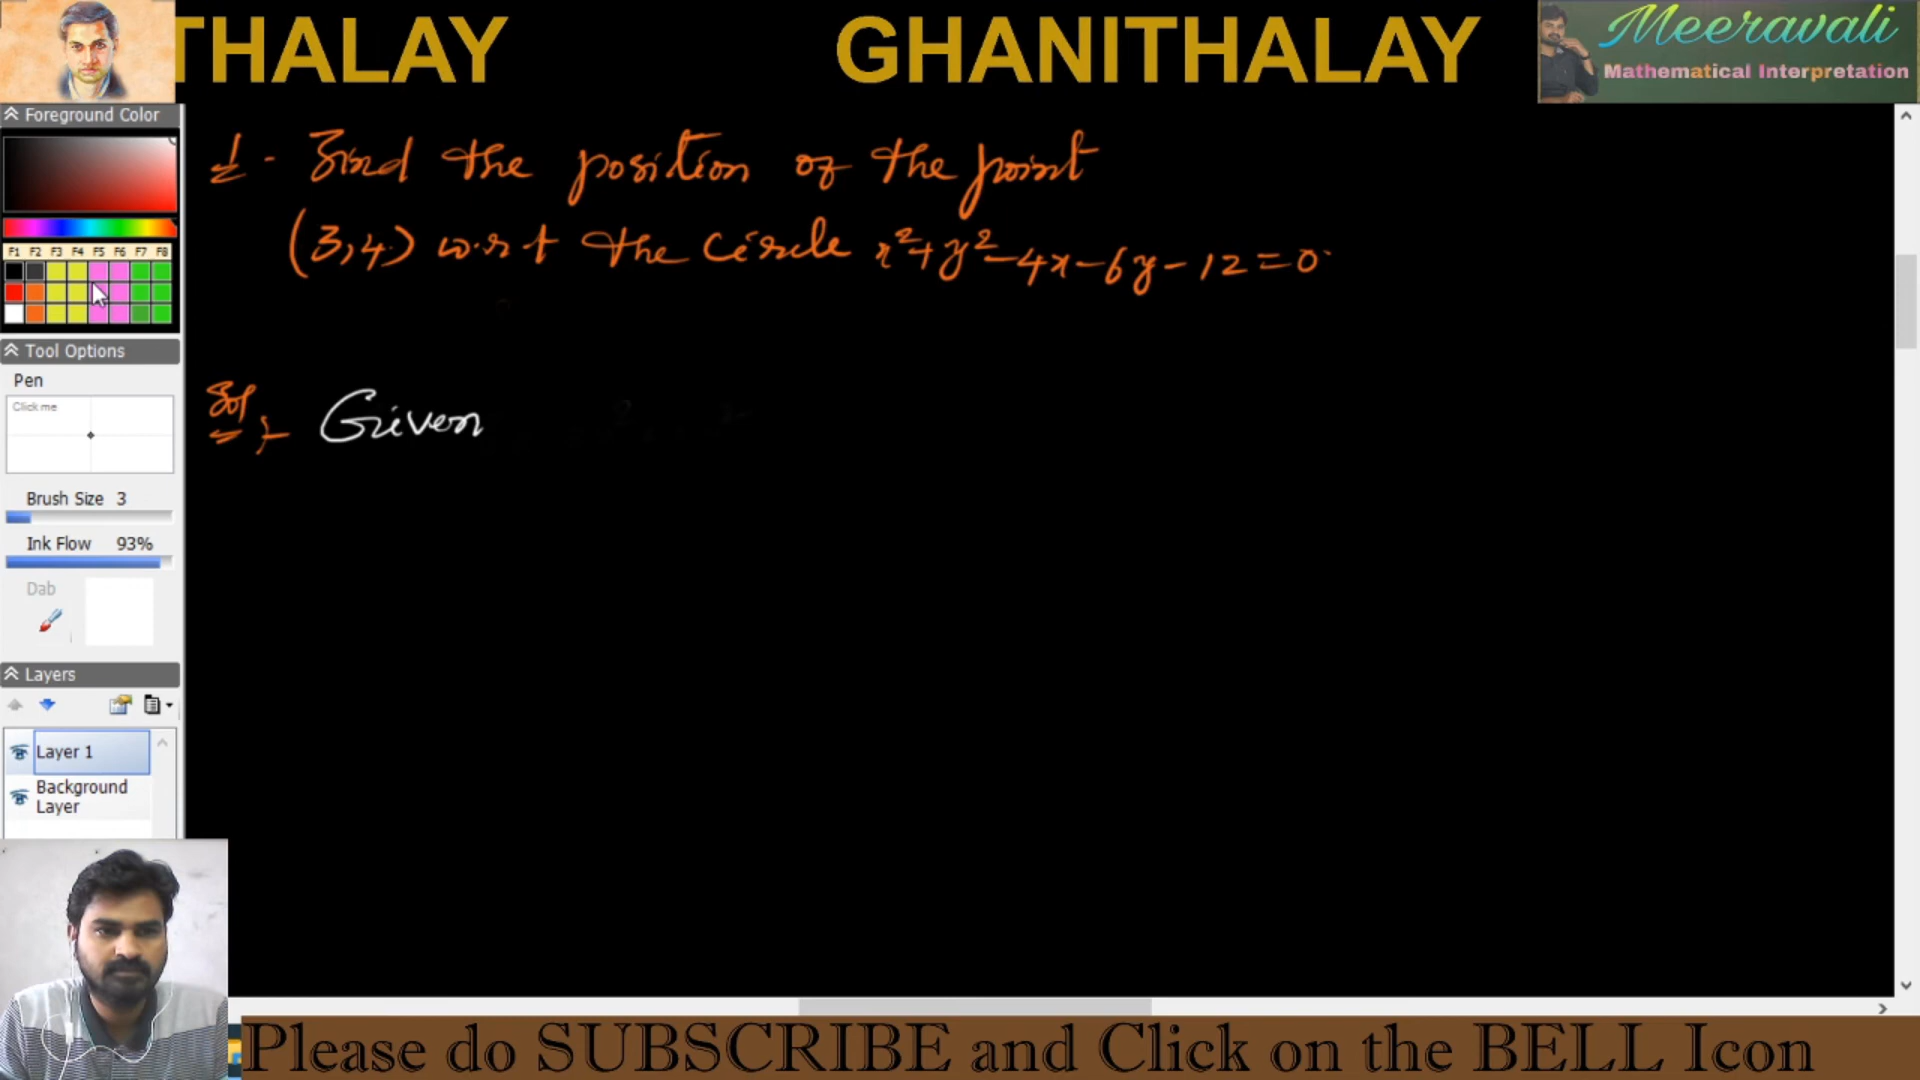 THALAY GHANITHALAY
Meeravali
Mathematical Interpretation
Foreground Color
F1 F2 F3 F4 F5 F6 F7 F8
Tool Options
Pen
Click me
Brush Size 3
Ink Flow 93%
Dab
Layers
Layer 1
Background
Layer
1. Find the position of the point
(3,4) w.r.t the circle x²+y²-4x-6y-12=0.
Sol:- Given
Please do SUBSCRIBE and Click on the BELL Icon